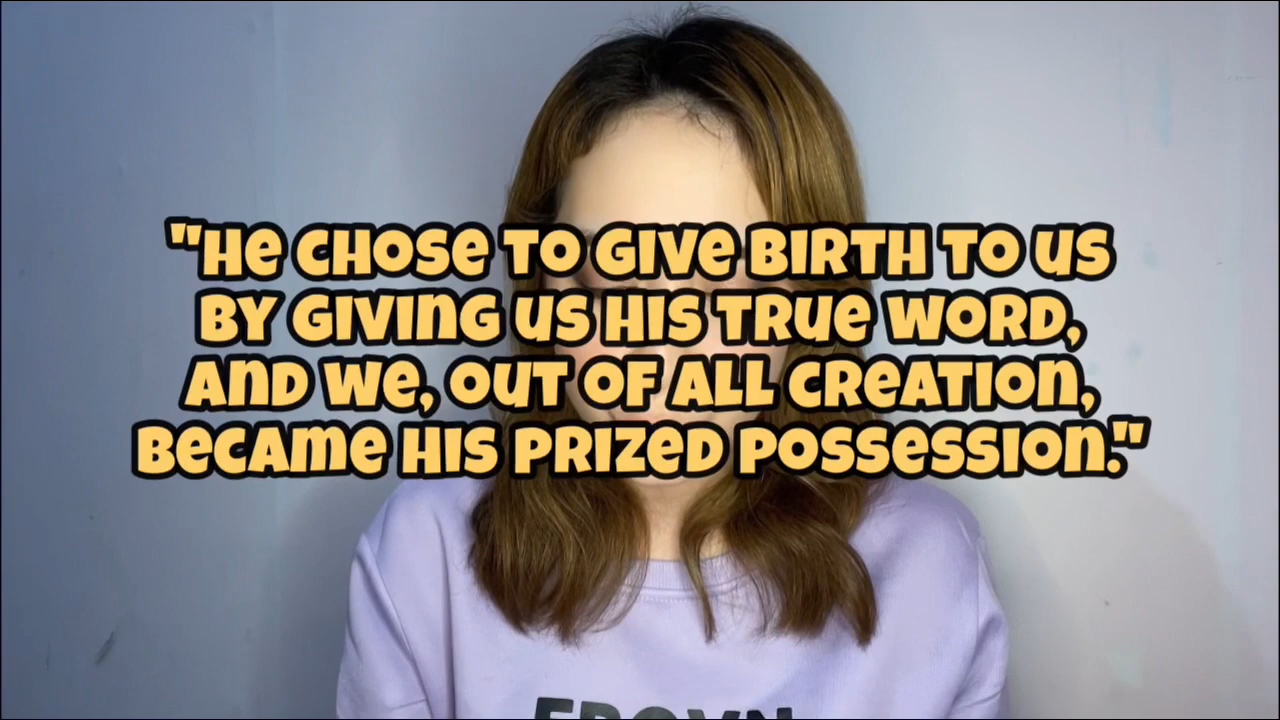 "He chose to give birth to us
by giving us His true word,
and we, out of all creation,
became His prized possession."